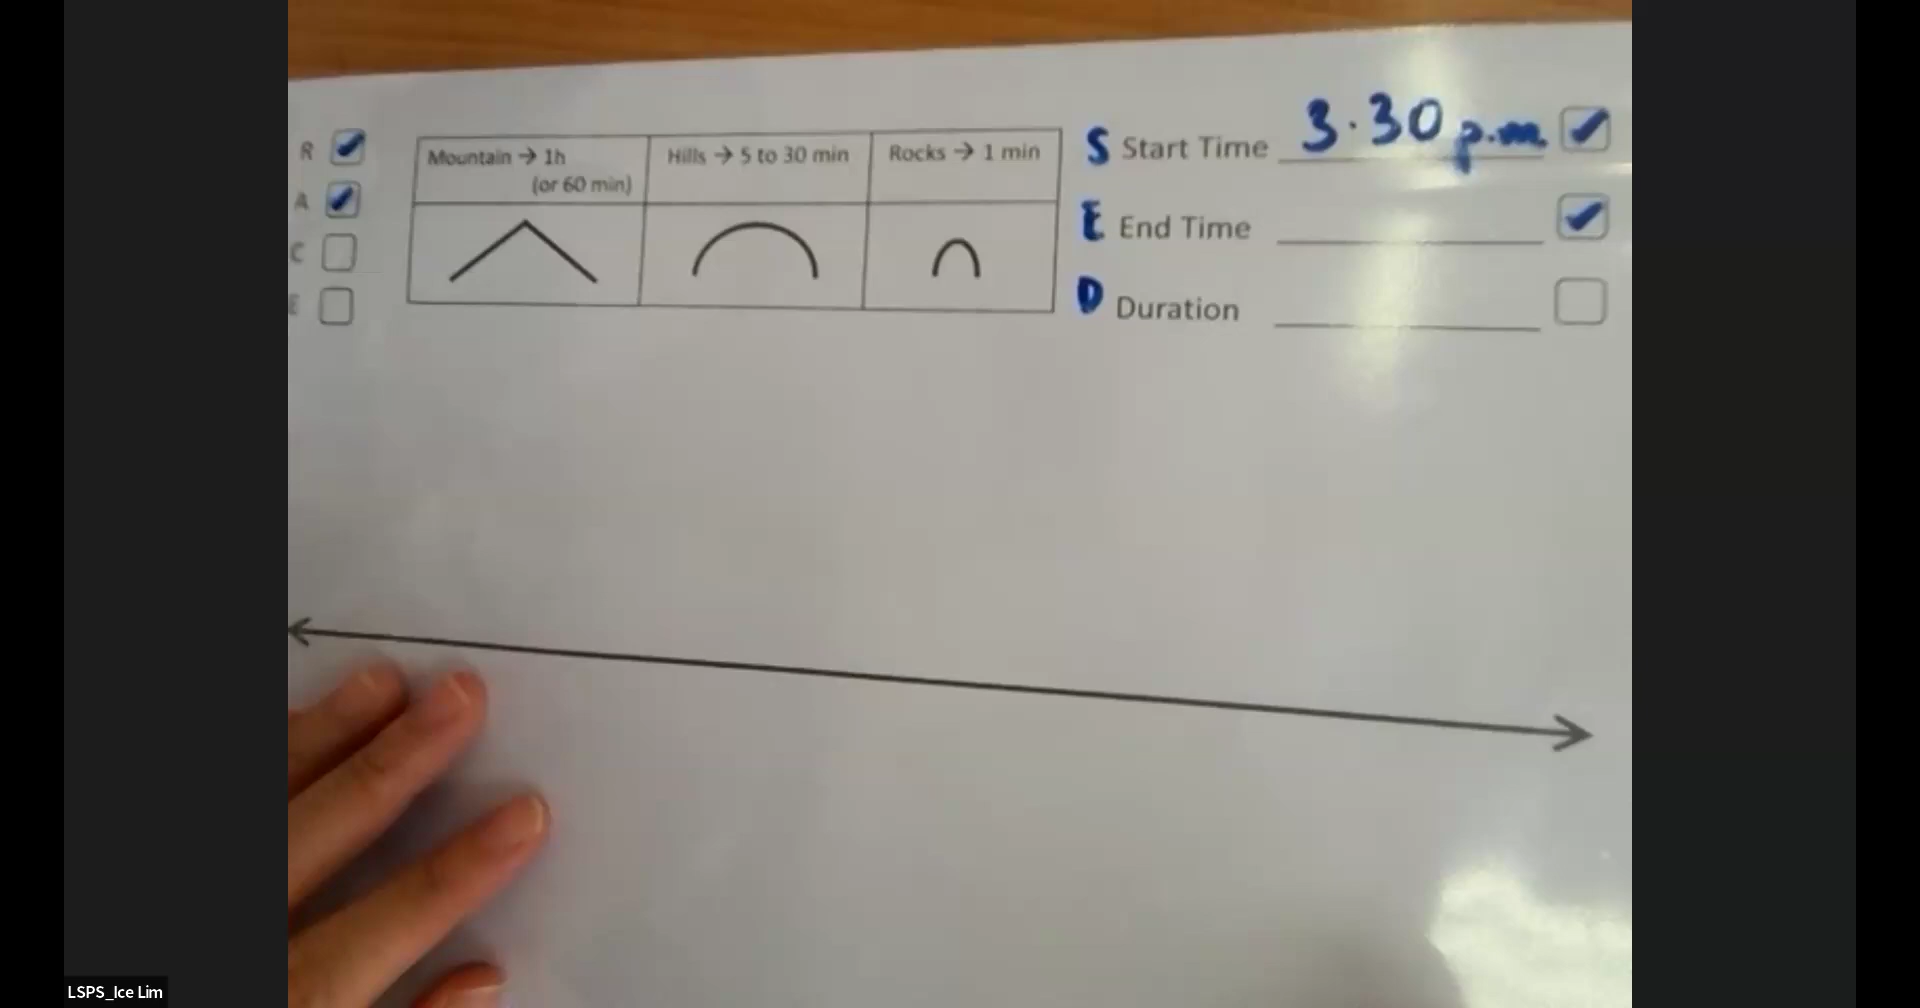 R
A
C
E
Mountain → 1h
(or 60 min)
Hills → 5 to 30 min
Rocks → 1 min
S Start Time 3.30 p.m.
E End Time
D Duration
LSPS_Ice Lim